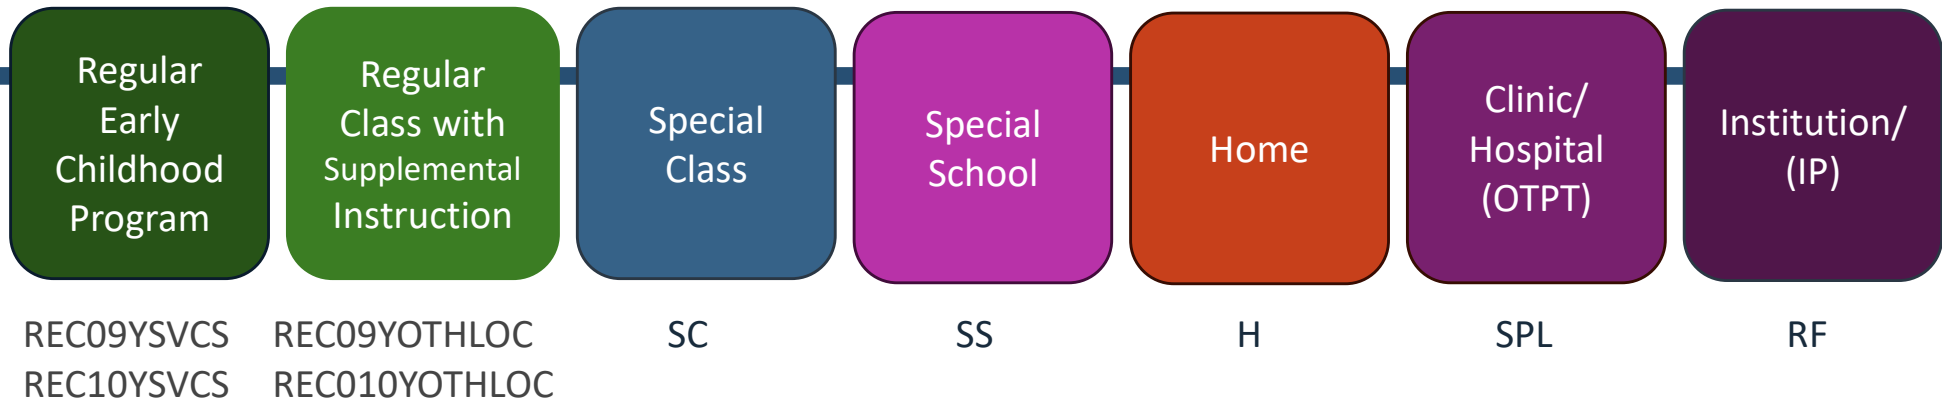 Regular
Early
Childhood
Program
Regular
Class with
Supplemental
Instruction
Special
Class
Special
School
Home
Clinic/
Hospital
(OTPT)
Institution/
(IP)
REC09YSVCS
REC10YSVCS
REC09YOTHLOC
REC010YOTHLOC
SC
SS
H
SPL
RF